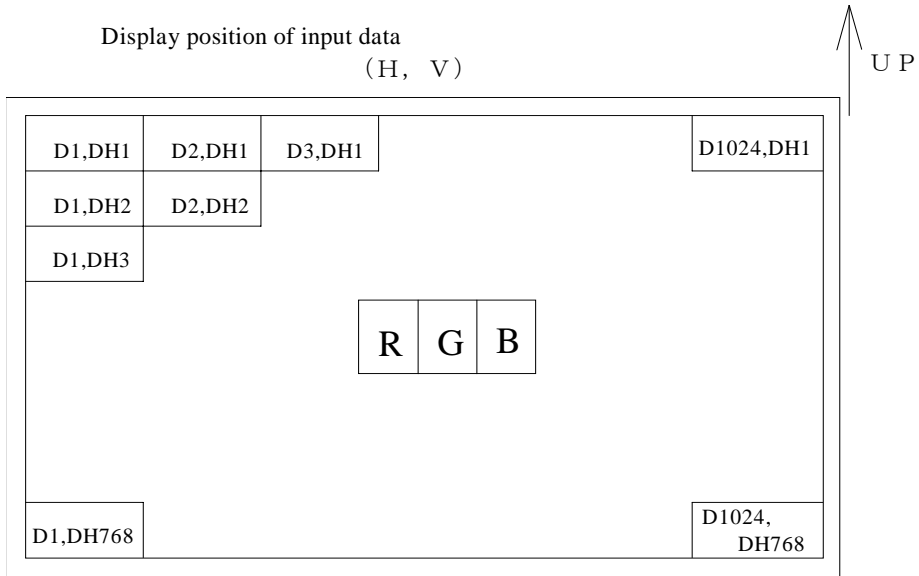 Display position of input data
(H, V)
UP
D1,DH1 D2,DH1 D3,DH1 D1024,DH1
D1,DH2 D2,DH2
D1,DH3
R G B
D1,DH768 D1024,
DH768